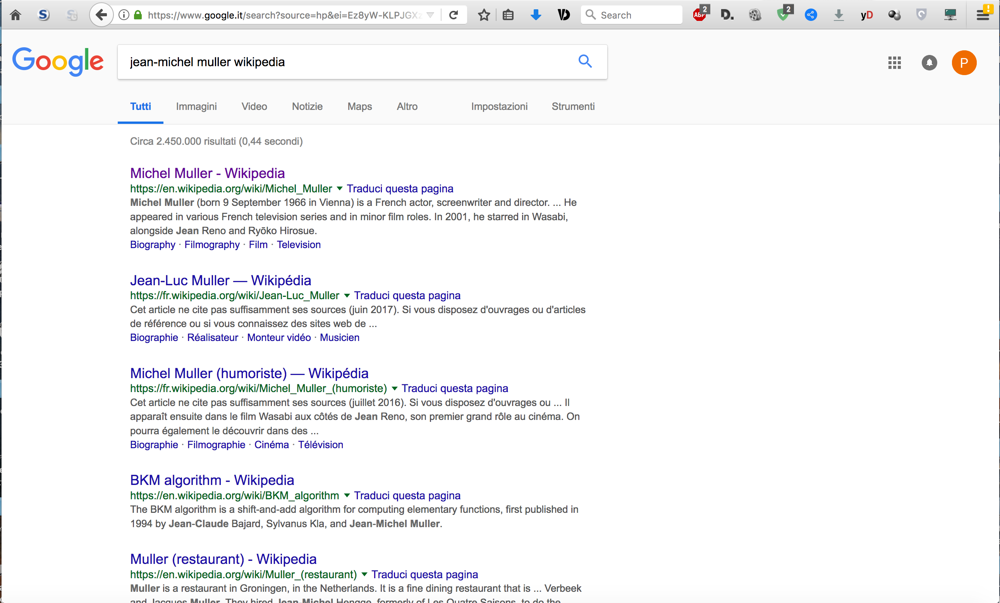 https://www.google.it/search?source=hp&ei=Ez8yW-KLPJGXz
Search
ABP
2
D.
2
yD
Google
jean-michel muller wikipedia
P
Tutti Immagini Video Notizie Maps Altro Impostazioni Strumenti
Circa 2.450.000 risultati (0,44 secondi)
Michel Muller - Wikipedia
https://en.wikipedia.org/wiki/Michel_Muller Traduci questa pagina
Michel Muller (born 9 September 1966 in Vienna) is a French actor, screenwriter and director. ... He
appeared in various French television series and in minor film roles. In 2001, he starred in Wasabi,
alongside Jean Reno and Ryōko Hirosue.
Biography · Filmography · Film · Television
Jean-Luc Muller — Wikipédia
https://fr.wikipedia.org/wiki/Jean-Luc_Muller Traduci questa pagina
Cet article ne cite pas suffisamment ses sources (juin 2017). Si vous disposez d'ouvrages ou d'articles
de référence ou si vous connaissez des sites web de ...
Biographie · Réalisateur · Monteur vidéo · Musicien
Michel Muller (humoriste) — Wikipédia
https://fr.wikipedia.org/wiki/Michel_Muller_(humoriste) Traduci questa pagina
Cet article ne cite pas suffisamment ses sources (juillet 2016). Si vous disposez d'ouvrages ou ... Il
apparaît ensuite dans le film Wasabi aux côtés de Jean Reno, son premier grand rôle au cinéma. On
pourra également le découvrir dans des ...
Biographie · Filmographie · Cinéma · Télévision
BKM algorithm - Wikipedia
https://en.wikipedia.org/wiki/BKM_algorithm Traduci questa pagina
The BKM algorithm is a shift-and-add algorithm for computing elementary functions, first published in
1994 by Jean-Claude Bajard, Sylvanus Kla, and Jean-Michel Muller.
Muller (restaurant) - Wikipedia
https://en.wikipedia.org/wiki/Muller_(restaurant) Traduci questa pagina
Muller is a restaurant in Groningen, in the Netherlands. It is a fine dining restaurant that is ... Verbeek
and Jacques Muller. They hired Jean-Michel Hengge, formerly of Les Quatre Saisons, to do the